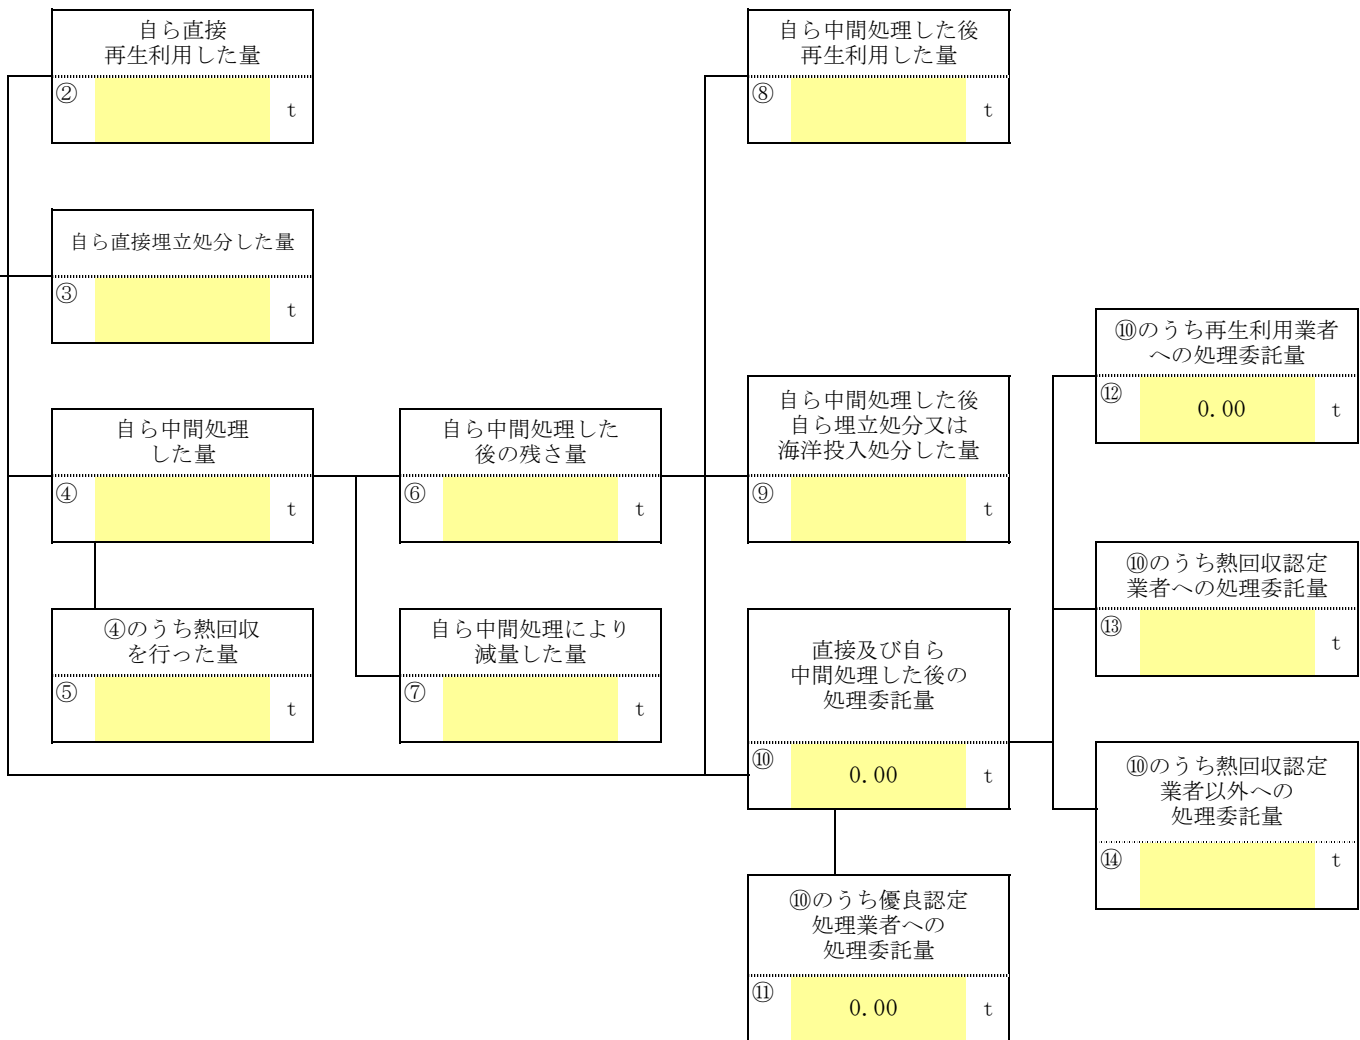 自ら直接
再生利用した量
②
t
自ら中間処理した後
再生利用した量
⑧
t
自ら直接埋立処分した量
③
t
⑩のうち再生利用業者
への処理委託量
⑫
0.00
t
自ら中間処理
した量
④
t
自ら中間処理した
後の残さ量
⑥
t
自ら中間処理した後
自ら埋立処分又は
海洋投入処分した量
⑨
t
⑩のうち熱回収認定
業者への処理委託量
⑬
t
④のうち熱回収
を行った量
⑤
t
自ら中間処理により
減量した量
⑦
t
直接及び自ら
中間処理した後の
処理委託量
⑩
0.00
t
⑩のうち熱回収認定
業者以外への
処理委託量
⑭
t
⑩のうち優良認定
処理業者への
処理委託量
⑪
0.00
t